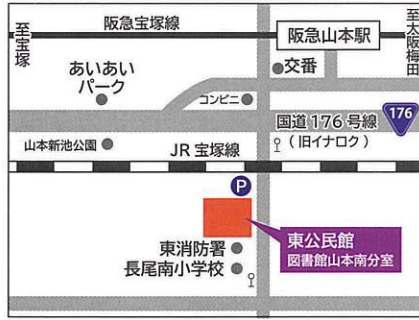 阪急宝塚線
至宝塚
阪急山本駅
至大阪梅田
あいあい
パーク
交番
コンビニ
国道176号線
176
(旧イナロク)
山本新池公園
JR宝塚線
P
東公民館
図書館山本南分室
東消防署
長尾南小学校